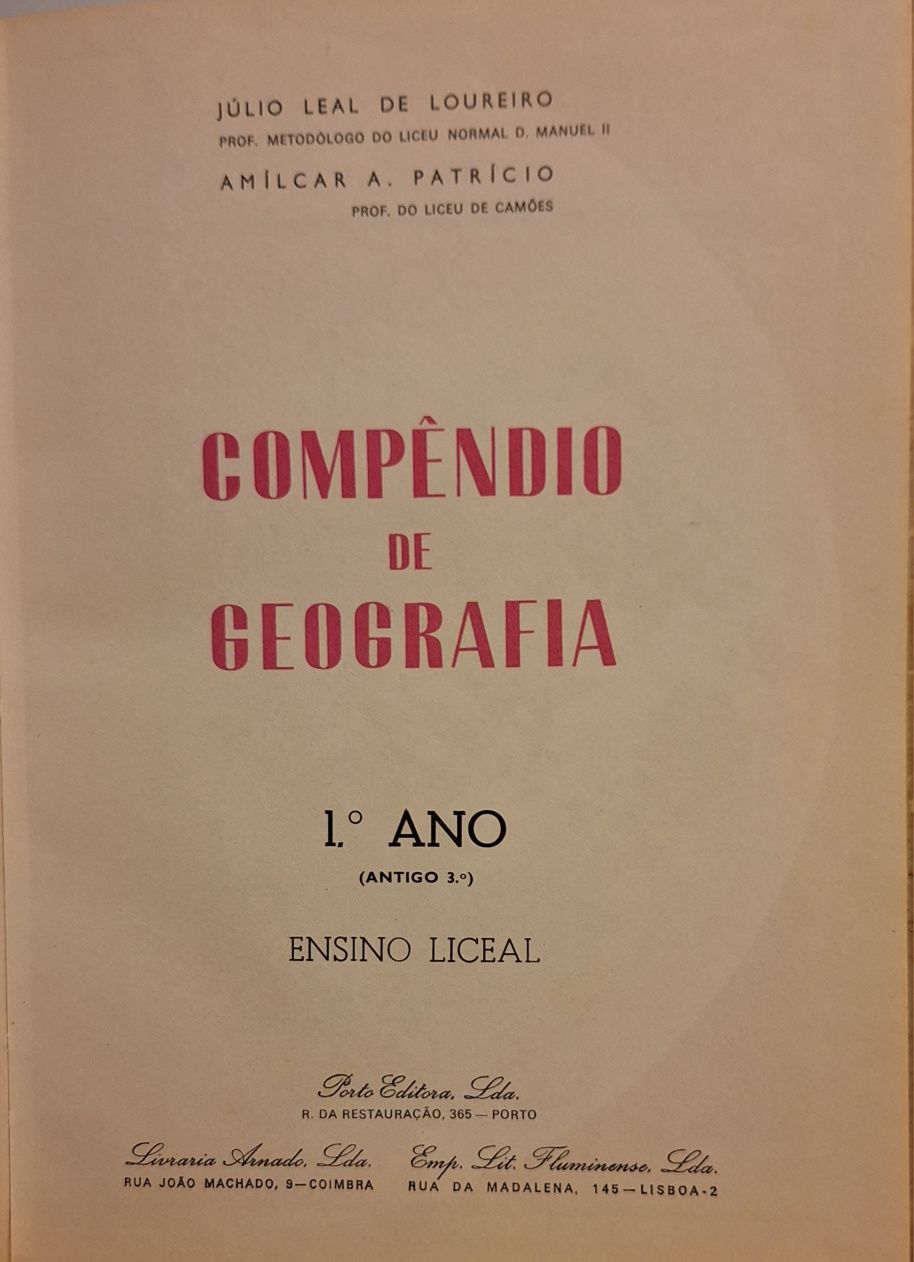 JÚLIO LEAL DE LOUREIRO
PROF. METODÓLOGO DO LICEU NORMAL D. MANUEL II
AMÍLCAR A. PATRÍCIO
PROF. DO LICEU DE CAMÕES
COMPÊNDIO
DE
GEOGRAFIA
1.º ANO
(ANTIGO 3.º)
ENSINO LICEAL
Porto Editora, Lda.
R. DA RESTAURAÇÃO, 365 — PORTO
Livraria Arnado, Lda.
RUA JOÃO MACHADO, 9—COIMBRA
Emp. Lit. Fluminense, Lda.
RUA DA MADALENA, 145—LISBOA-2